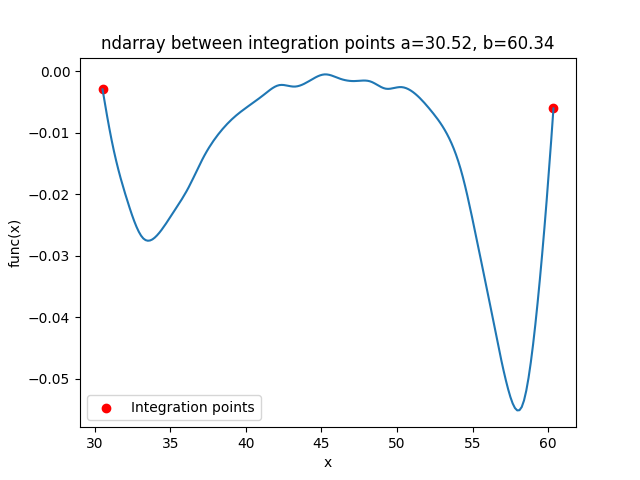 ndarray between integration points a=30.52, b=60.34
0.00
−0.01
−0.02
−0.03
−0.04
−0.05
func(x)
Integration points
30 35 40 45 50 55 60
x